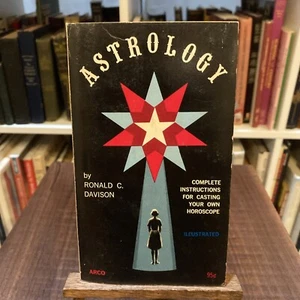 ASTROLOGY
by
RONALD C.
DAVISON
COMPLETE
INSTRUCTIONS
FOR CASTING
YOUR OWN
HOROSCOPE
ILLUSTRATED
ARCO
95¢